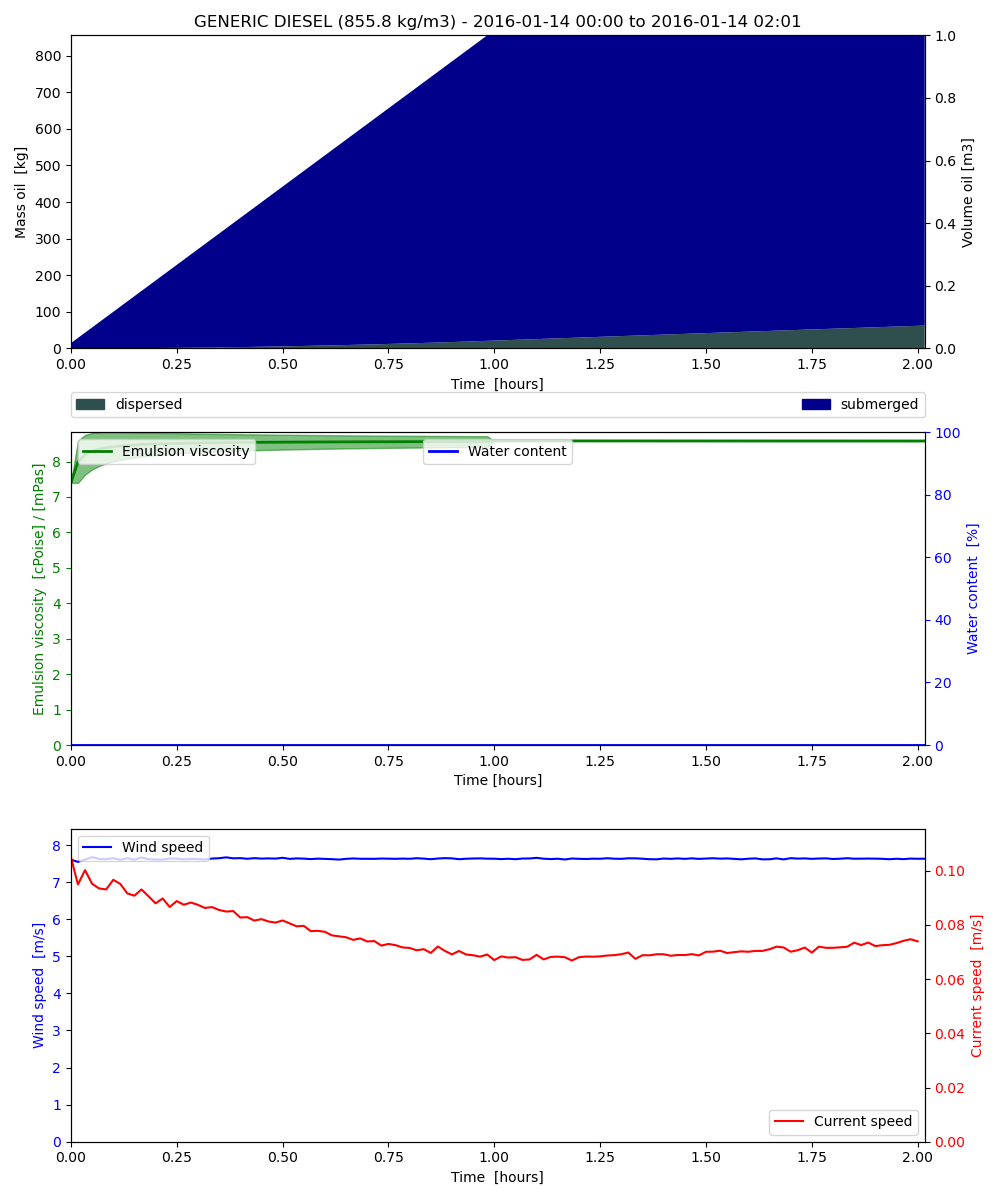 GENERIC DIESEL (855.8 kg/m3) - 2016-01-14 00:00 to 2016-01-14 02:01
800
700
600
500
400
300
200
100
0
Mass oil  [kg]
1.0
0.8
0.6
0.4
0.2
0.0
Volume oil [m3]
0.00 0.25 0.50 0.75 1.00 1.25 1.50 1.75 2.00
Time  [hours]
dispersed submerged
Emulsion viscosity Water content
8
7
6
5
4
3
2
1
0
Emulsion viscosity  [cPoise] / [mPas]
100
80
60
40
20
0
Water content  [%]
0.00 0.25 0.50 0.75 1.00 1.25 1.50 1.75 2.00
Time [hours]
Wind speed
8
7
6
5
4
3
2
1
0
Wind speed  [m/s]
0.10
0.08
0.06
0.04
0.02
0.00
Current speed  [m/s]
Current speed
0.00 0.25 0.50 0.75 1.00 1.25 1.50 1.75 2.00
Time  [hours]